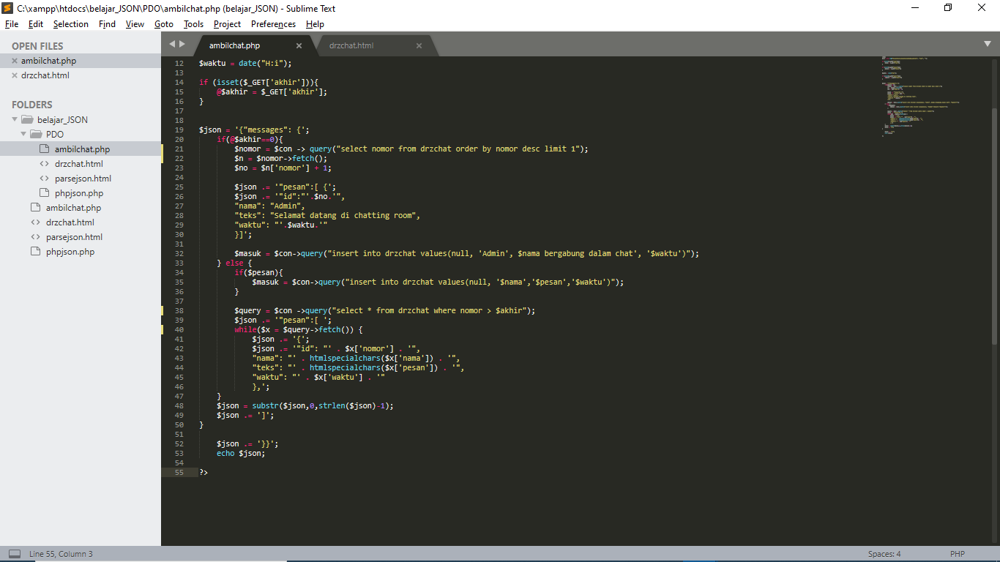 C:\xampp\htdocs\belajar_JSON\PDO\ambilchat.php (belajar_JSON) - Sublime Text
File Edit Selection Find View Goto Tools Project Preferences Help
OPEN FILES
ambilchat.php
drzchat.html
FOLDERS
belajar_JSON
PDO
ambilchat.php
drzchat.html
parsejson.html
phpjson.php
ambilchat.php
drzchat.html
parsejson.html
phpjson.php
ambilchat.php drzchat.html
12 $waktu = date("H:i");
13
14 if (isset($_GET['akhir'])){
15 @$akhir = $_GET['akhir'];
16 }
17
18
19 $json = '{"messages": {';
20 if(@$akhir==0){
21 $nomor = $con -> query("select nomor from drzchat order by nomor desc limit 1");
22 $n = $nomor->fetch();
23 $no = $n['nomor'] + 1;
24
25 $json .= '"pesan":[ {';
26 $json .= '"id":"'.$no.'",
27 "nama": "Admin",
28 "teks": "Selamat datang di chatting room",
29 "waktu": "'.$waktu.'"
30 }]';
31
32 $masuk = $con->query("insert into drzchat values(null, 'Admin', $nama bergabung dalam chat', '$waktu')");
33 } else {
34 if($pesan){
35 $masuk = $con->query("insert into drzchat values(null, '$nama','$pesan','$waktu')");
36 }
37
38 $query = $con ->query("select * from drzchat where nomor > $akhir");
39 $json .= '"pesan":[ ';
40 while($x = $query->fetch()) {
41 $json .= '{';
42 $json .= '"id": "' . $x['nomor'] . '",
43 "nama": "' . htmlspecialchars($x['nama']) . '",
44 "teks": "' . htmlspecialchars($x['pesan']) . '",
45 "waktu": "' . $x['waktu'] . '"
46 },';
47 }
48 $json = substr($json,0,strlen($json)-1);
49 $json .= ']';
50 }
51
52 $json .= '}}';
53 echo $json;
54
55 ?>
Line 55, Column 3 Spaces: 4 PHP